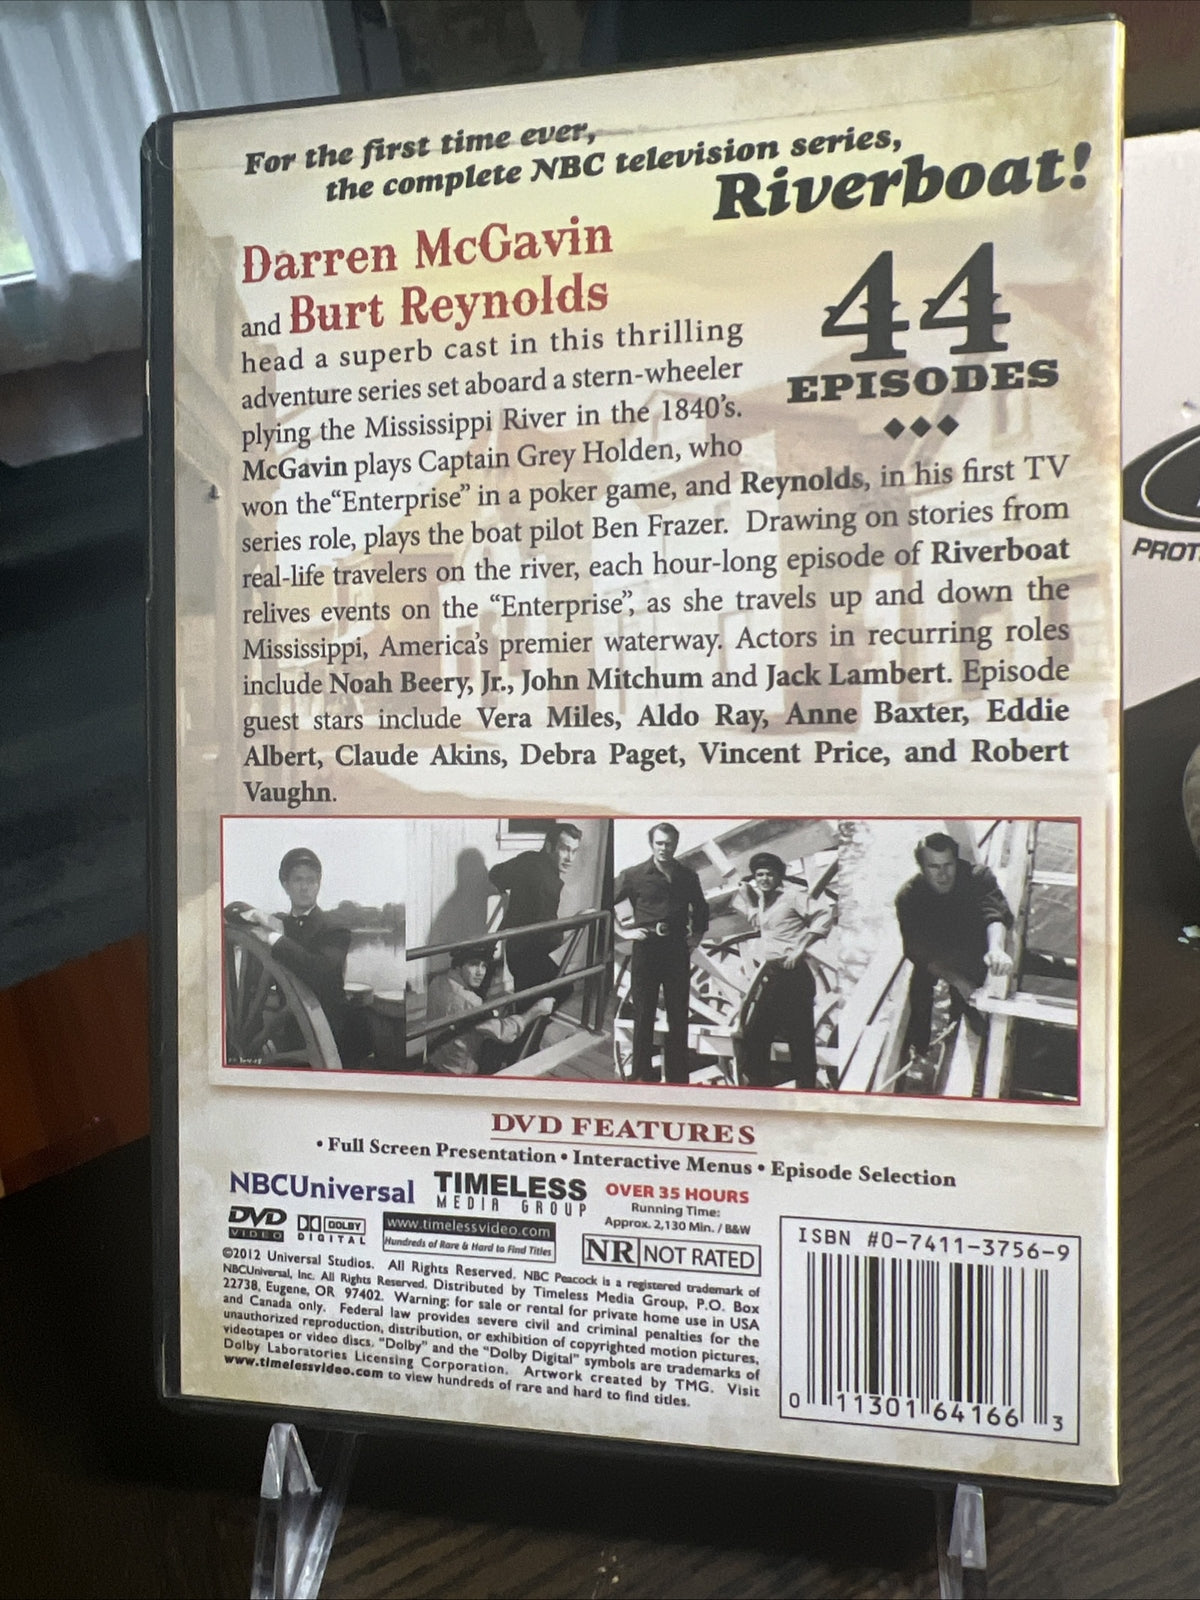 For the first time ever,
the complete NBC television series,
Riverboat!
Darren McGavin
and Burt Reynolds
head a superb cast in this thrilling
adventure series set aboard a stern-wheeler
plying the Mississippi River in the 1840's.
McGavin plays Captain Grey Holden, who
won the "Enterprise" in a poker game, and Reynolds, in his first TV
series role, plays the boat pilot Ben Frazer. Drawing on stories from
real-life travelers on the river, each hour-long episode of Riverboat
relives events on the "Enterprise", as she travels up and down the
Mississippi, America's premier waterway. Actors in recurring roles
include Noah Beery, Jr., John Mitchum and Jack Lambert. Episode
guest stars include Vera Miles, Aldo Ray, Anne Baxter, Eddie
Albert, Claude Akins, Debra Paget, Vincent Price, and Robert
Vaughn.
44
EPISODES
DVD FEATURES
• Full Screen Presentation • Interactive Menus • Episode Selection
NBCUniversal
TIMELESS
MEDIA GROUP
OVER 35 HOURS
Running Time:
Approx. 2,130 Min. / B&W
DVD
VIDEO
DOLBY
DIGITAL
www.timelessvideo.com
Hundreds of Rare & Hard to Find Titles
NR NOT RATED
©2012 Universal Studios. All Rights Reserved. NBC Peacock is a registered trademark of
NBCUniversal, Inc. All Rights Reserved. Distributed by Timeless Media Group, P.O. Box
22738, Eugene, OR 97402. Warning: for sale or rental for private home use in USA
and Canada only. Federal law provides severe civil and criminal penalties for the
unauthorized reproduction, distribution, or exhibition of copyrighted motion pictures,
videotapes or video discs. "Dolby" and the "Dolby Digital" symbols are trademarks of
Dolby Laboratories Licensing Corporation. Artwork created by TMG. Visit
www.timelessvideo.com to view hundreds of rare and hard to find titles.
ISBN #0-7411-3756-9
0 11301 64166 3
PROT